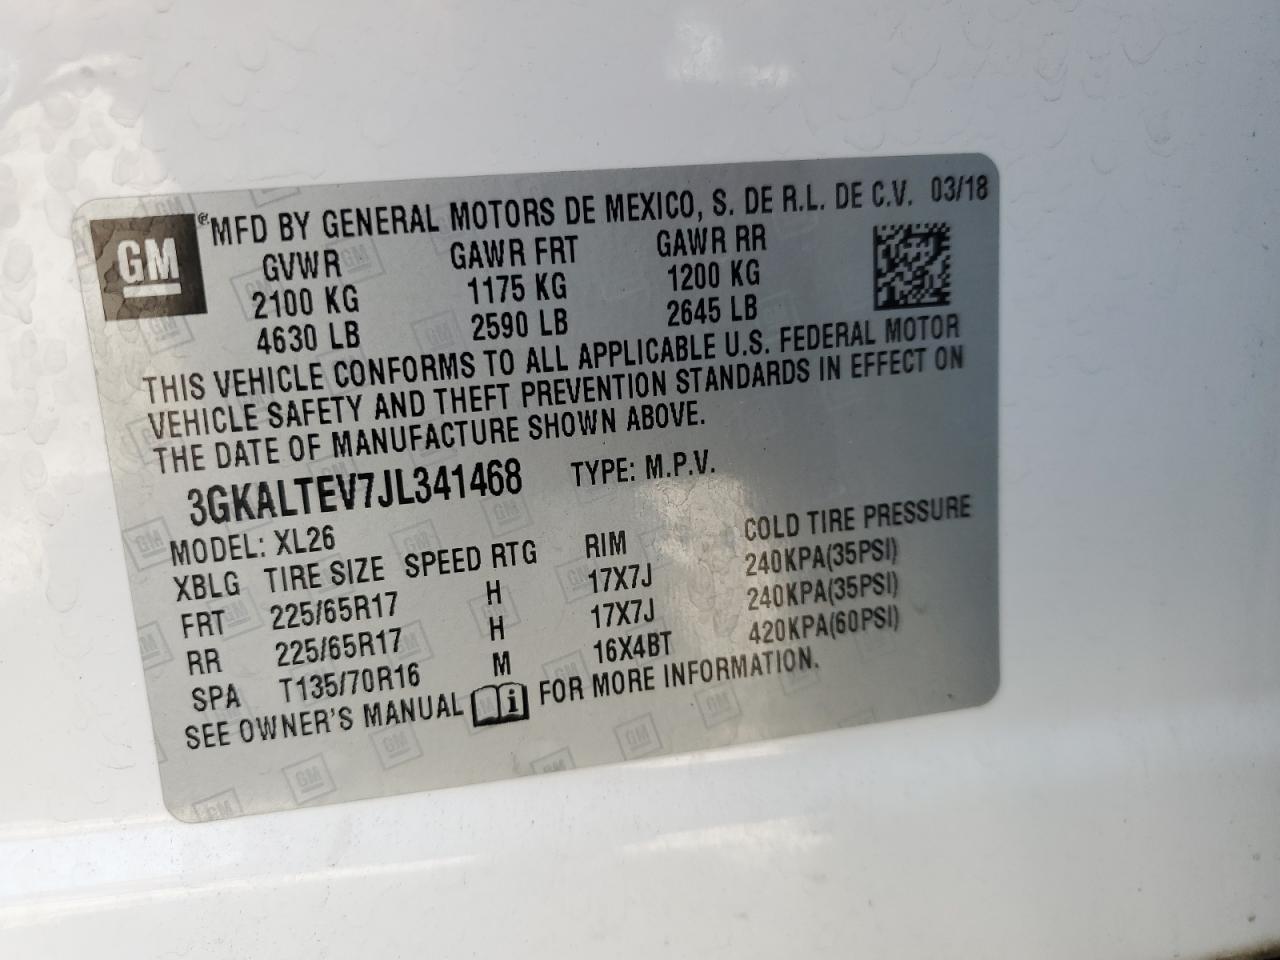 GM
® MFD BY GENERAL MOTORS DE MEXICO, S. DE R.L. DE C.V. 03/18
GVWR GAWR FRT GAWR RR
2100 KG 1175 KG 1200 KG
4630 LB 2590 LB 2645 LB
THIS VEHICLE CONFORMS TO ALL APPLICABLE U.S. FEDERAL MOTOR
VEHICLE SAFETY AND THEFT PREVENTION STANDARDS IN EFFECT ON
THE DATE OF MANUFACTURE SHOWN ABOVE.
3GKALTEV7JL341468 TYPE: M.P.V.
MODEL: XL26
XBLG TIRE SIZE SPEED RTG RIM COLD TIRE PRESSURE
FRT 225/65R17 H 17X7J 240KPA(35PSI)
RR 225/65R17 H 17X7J 240KPA(35PSI)
SPA T135/70R16 M 16X4BT 420KPA(60PSI)
SEE OWNER'S MANUAL i FOR MORE INFORMATION.